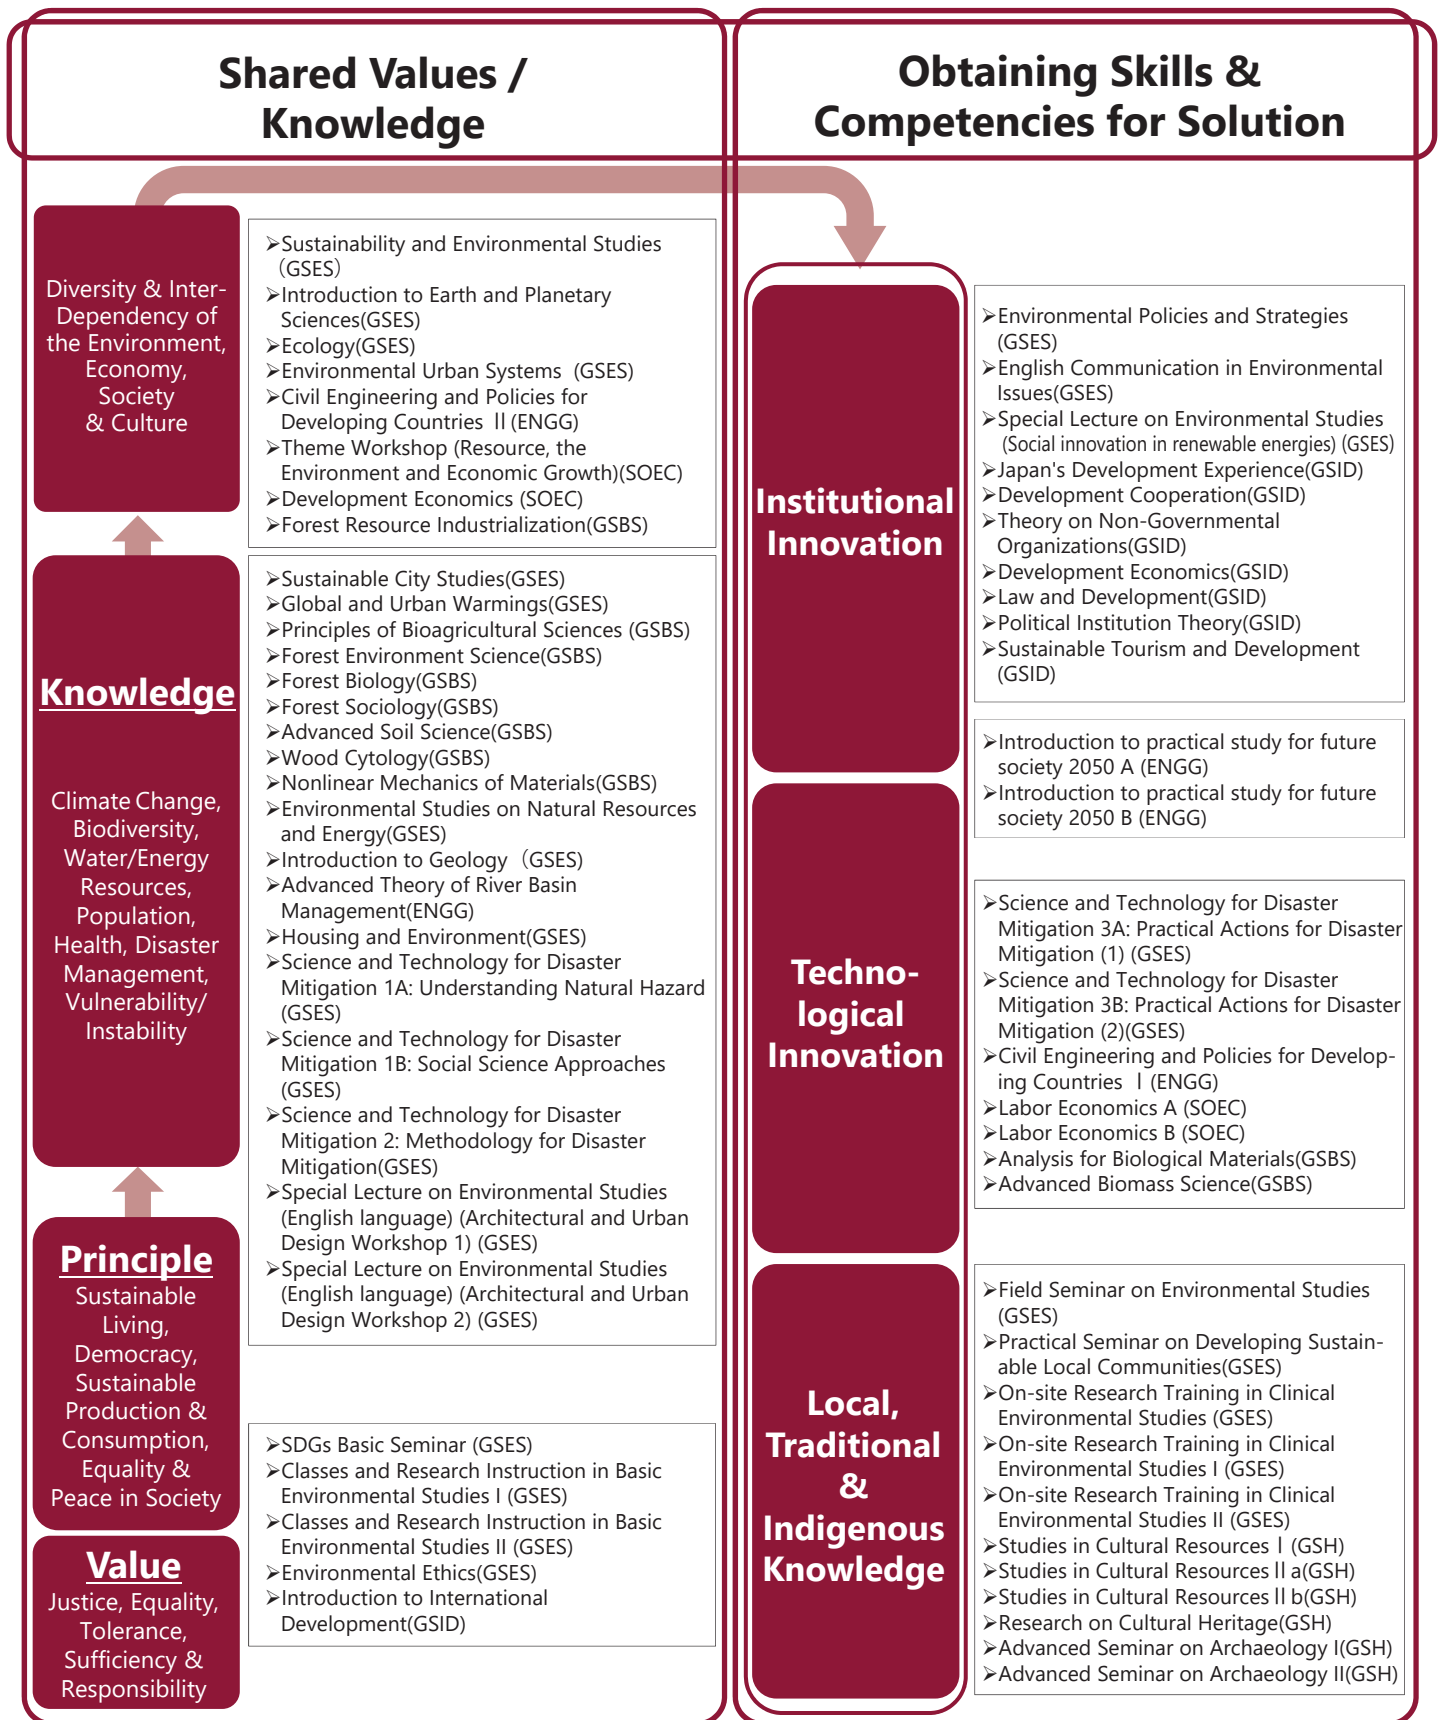 Shared Values /
Knowledge
Diversity & Inter-
Dependency of
the Environment,
Economy,
Society
& Culture
➢Sustainability and Environmental Studies
（GSES）
➢Introduction to Earth and Planetary
Sciences(GSES)
➢Ecology(GSES)
➢Environmental Urban Systems (GSES)
➢Civil Engineering and Policies for
Developing Countries Ⅱ(ENGG)
➢Theme Workshop (Resource, the
Environment and Economic Growth)(SOEC)
➢Development Economics (SOEC)
➢Forest Resource Industrialization(GSBS)
Knowledge
Climate Change,
Biodiversity,
Water/Energy
Resources,
Population,
Health, Disaster
Management,
Vulnerability/
Instability
➢Sustainable City Studies(GSES)
➢Global and Urban Warmings(GSES)
➢Principles of Bioagricultural Sciences (GSBS)
➢Forest Environment Science(GSBS)
➢Forest Biology(GSBS)
➢Forest Sociology(GSBS)
➢Advanced Soil Science(GSBS)
➢Wood Cytology(GSBS)
➢Nonlinear Mechanics of Materials(GSBS)
➢Environmental Studies on Natural Resources
and Energy(GSES)
➢Introduction to Geology（GSES)
➢Advanced Theory of River Basin
Management(ENGG)
➢Housing and Environment(GSES)
➢Science and Technology for Disaster
Mitigation 1A: Understanding Natural Hazard
(GSES)
➢Science and Technology for Disaster
Mitigation 1B: Social Science Approaches
(GSES)
➢Science and Technology for Disaster
Mitigation 2: Methodology for Disaster
Mitigation(GSES)
➢Special Lecture on Environmental Studies
(English language) (Architectural and Urban
Design Workshop 1) (GSES)
➢Special Lecture on Environmental Studies
(English language) (Architectural and Urban
Design Workshop 2) (GSES)
Principle
Sustainable
Living,
Democracy,
Sustainable
Production &
Consumption,
Equality &
Peace in Society
Value
Justice, Equality,
Tolerance,
Sufficiency &
Responsibility
➢SDGs Basic Seminar (GSES)
➢Classes and Research Instruction in Basic
Environmental Studies I (GSES)
➢Classes and Research Instruction in Basic
Environmental Studies II (GSES)
➢Environmental Ethics(GSES)
➢Introduction to International
Development(GSID)
Obtaining Skills &
Competencies for Solution
Institutional
Innovation
➢Environmental Policies and Strategies
(GSES)
➢English Communication in Environmental
Issues(GSES)
➢Special Lecture on Environmental Studies
(Social innovation in renewable energies) (GSES)
➢Japan's Development Experience(GSID)
➢Development Cooperation(GSID)
➢Theory on Non-Governmental
Organizations(GSID)
➢Development Economics(GSID)
➢Law and Development(GSID)
➢Political Institution Theory(GSID)
➢Sustainable Tourism and Development
(GSID)
➢Introduction to practical study for future
society 2050 A (ENGG)
➢Introduction to practical study for future
society 2050 B (ENGG)
Techno-
logical
Innovation
➢Science and Technology for Disaster
Mitigation 3A: Practical Actions for Disaster
Mitigation (1) (GSES)
➢Science and Technology for Disaster
Mitigation 3B: Practical Actions for Disaster
Mitigation (2)(GSES)
➢Civil Engineering and Policies for Develop-
ing Countries Ⅰ(ENGG)
➢Labor Economics A (SOEC)
➢Labor Economics B (SOEC)
➢Analysis for Biological Materials(GSBS)
➢Advanced Biomass Science(GSBS)
Local,
Traditional
&
Indigenous
Knowledge
➢Field Seminar on Environmental Studies
(GSES)
➢Practical Seminar on Developing Sustain-
able Local Communities(GSES)
➢On-site Research Training in Clinical
Environmental Studies (GSES)
➢On-site Research Training in Clinical
Environmental Studies I (GSES)
➢On-site Research Training in Clinical
Environmental Studies II (GSES)
➢Studies in Cultural Resources Ⅰ (GSH)
➢Studies in Cultural Resources Ⅱ a(GSH)
➢Studies in Cultural Resources Ⅱ b(GSH)
➢Research on Cultural Heritage(GSH)
➢Advanced Seminar on Archaeology I(GSH)
➢Advanced Seminar on Archaeology II(GSH)